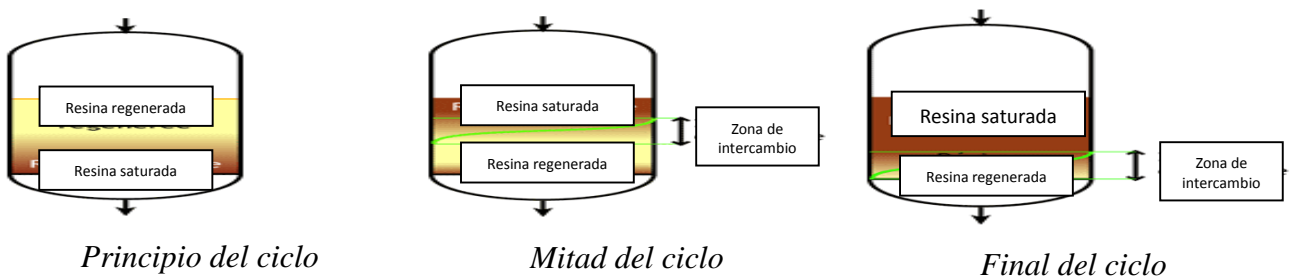 Resina regenerada
Resina saturada
Principio del ciclo
Resina saturada
Resina regenerada
Zona de
intercambio
Mitad del ciclo
Resina saturada
Resina regenerada
Zona de
intercambio
Final del ciclo